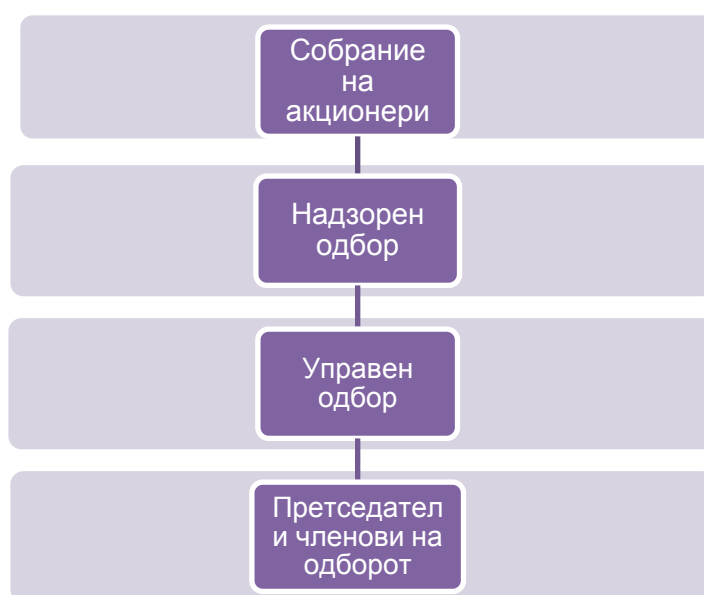 Собрание
на
акционери
Надзорен
одбор
Управен
одбор
Претседател
и членови на
одборот